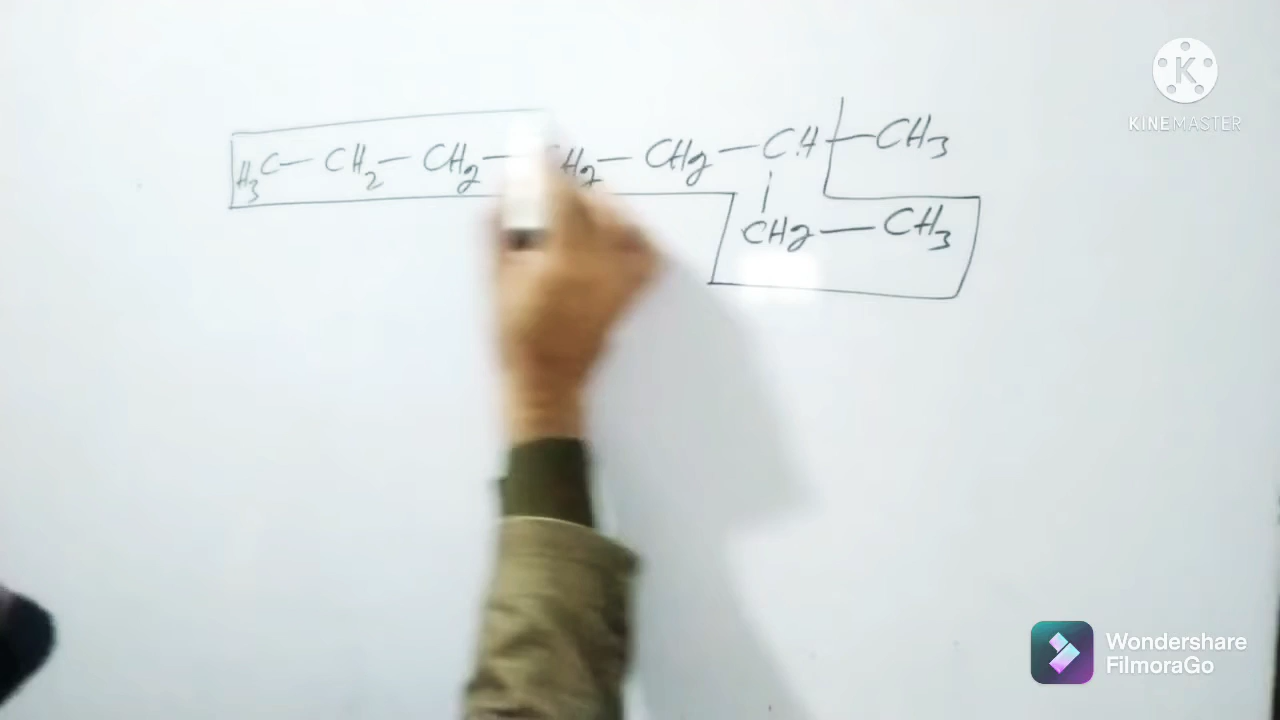 H₃C — CH₂ — CH₂ — CH₂ — CH₂ — CH — CH₃
|
CH₂ — CH₃
KINEMASTER
Wondershare
FilmoraGo